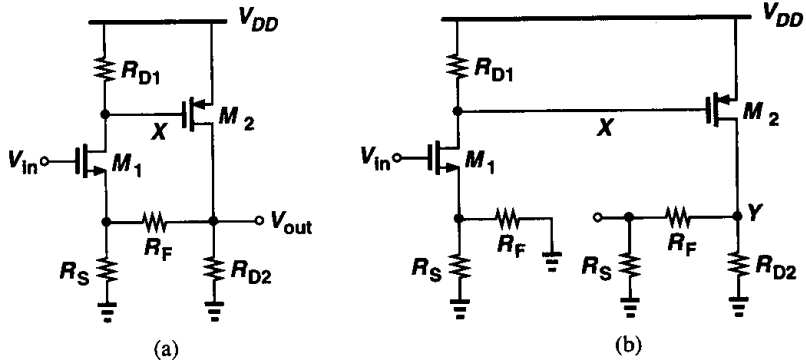 V_DD
R_D1
X
M_2
V_in
M_1
R_F
V_out
R_S
R_D2
(a)
V_DD
R_D1
X
M_2
V_in
M_1
R_F
R_S
R_S
R_F
Y
R_D2
(b)